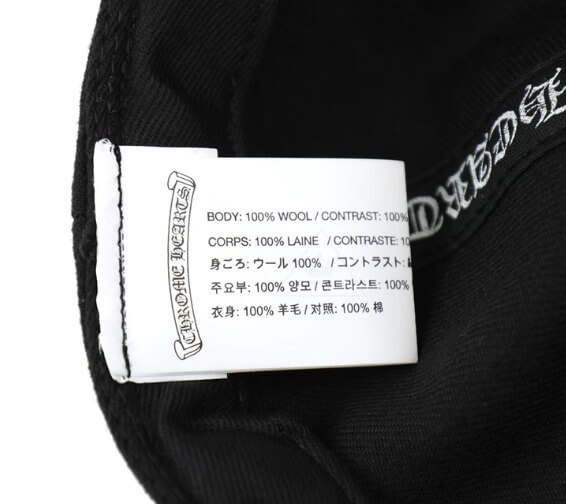 CHROME HEARTS
BODY: 100% WOOL / CONTRAST: 100%
CORPS: 100% LAINE / CONTRASTE: 10
身ごろ: ウール 100% / コントラスト:
주요부: 100% 양모 / 콘트라스트: 100%
衣身: 100% 羊毛 / 对照: 100% 棉